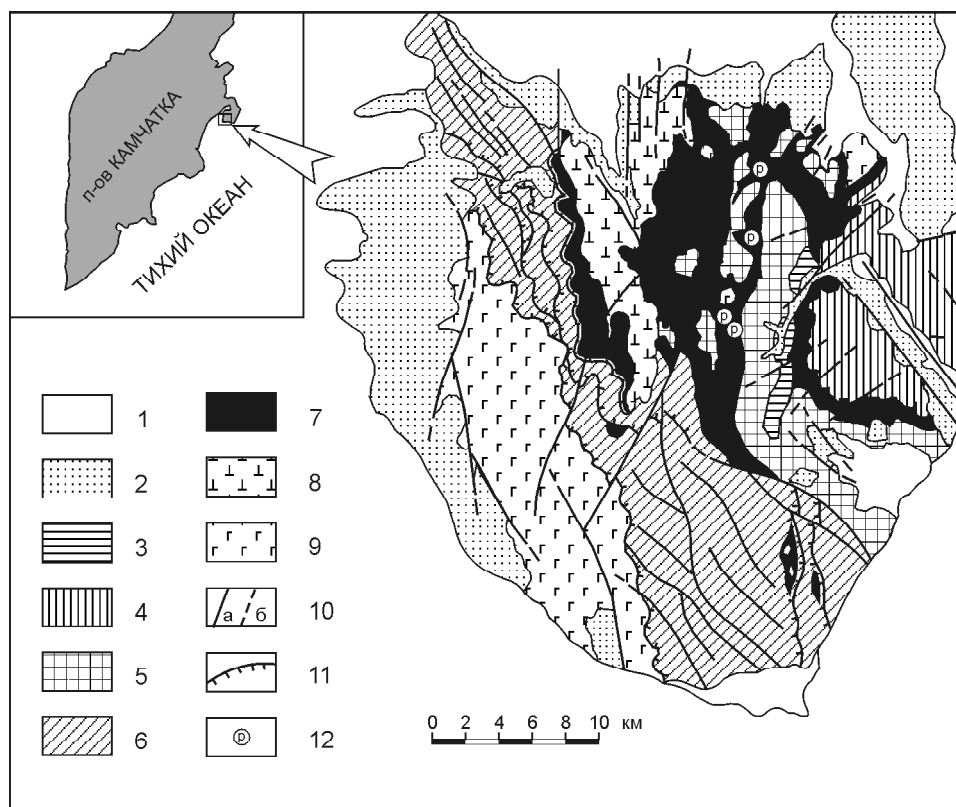 п-ов КАМЧАТКА
ТИХИЙ ОКЕАН
1
2
3
4
5
6
7
8
9
а б 10
11
р 12
р
р
р
р
0 2 4 6 8 10 км